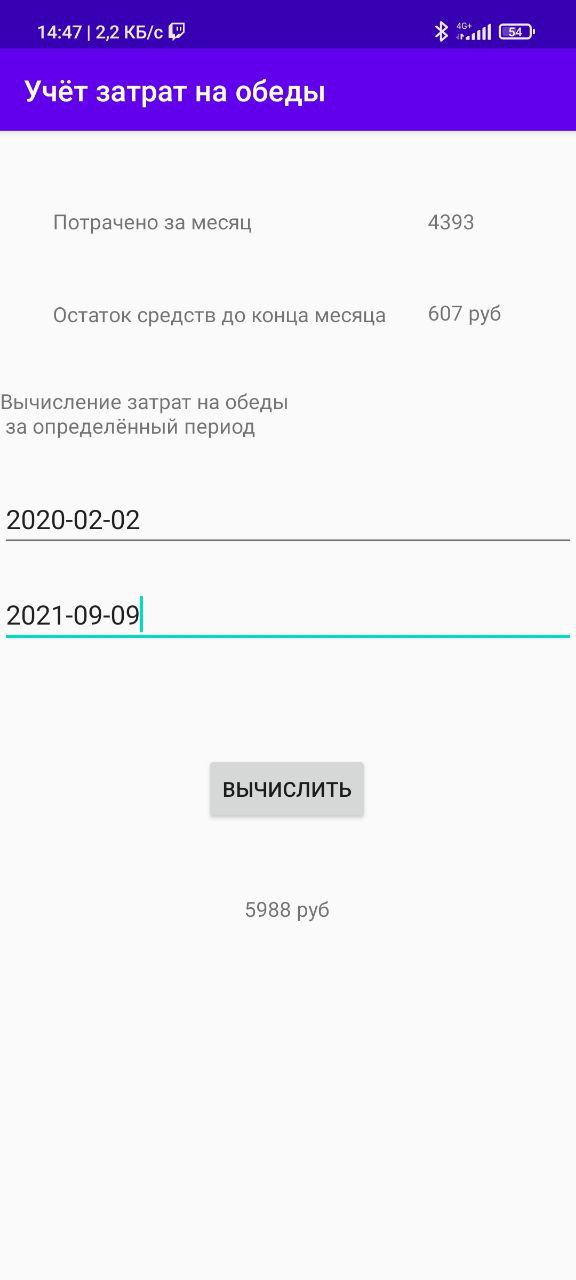 14:47 | 2,2 КБ/с
4G+
54
Учёт затрат на обеды
Потрачено за месяц 4393
Остаток средств до конца месяца 607 руб
Вычисление затрат на обеды
за определённый период
2020-02-02
2021-09-09
ВЫЧИСЛИТЬ
5988 руб